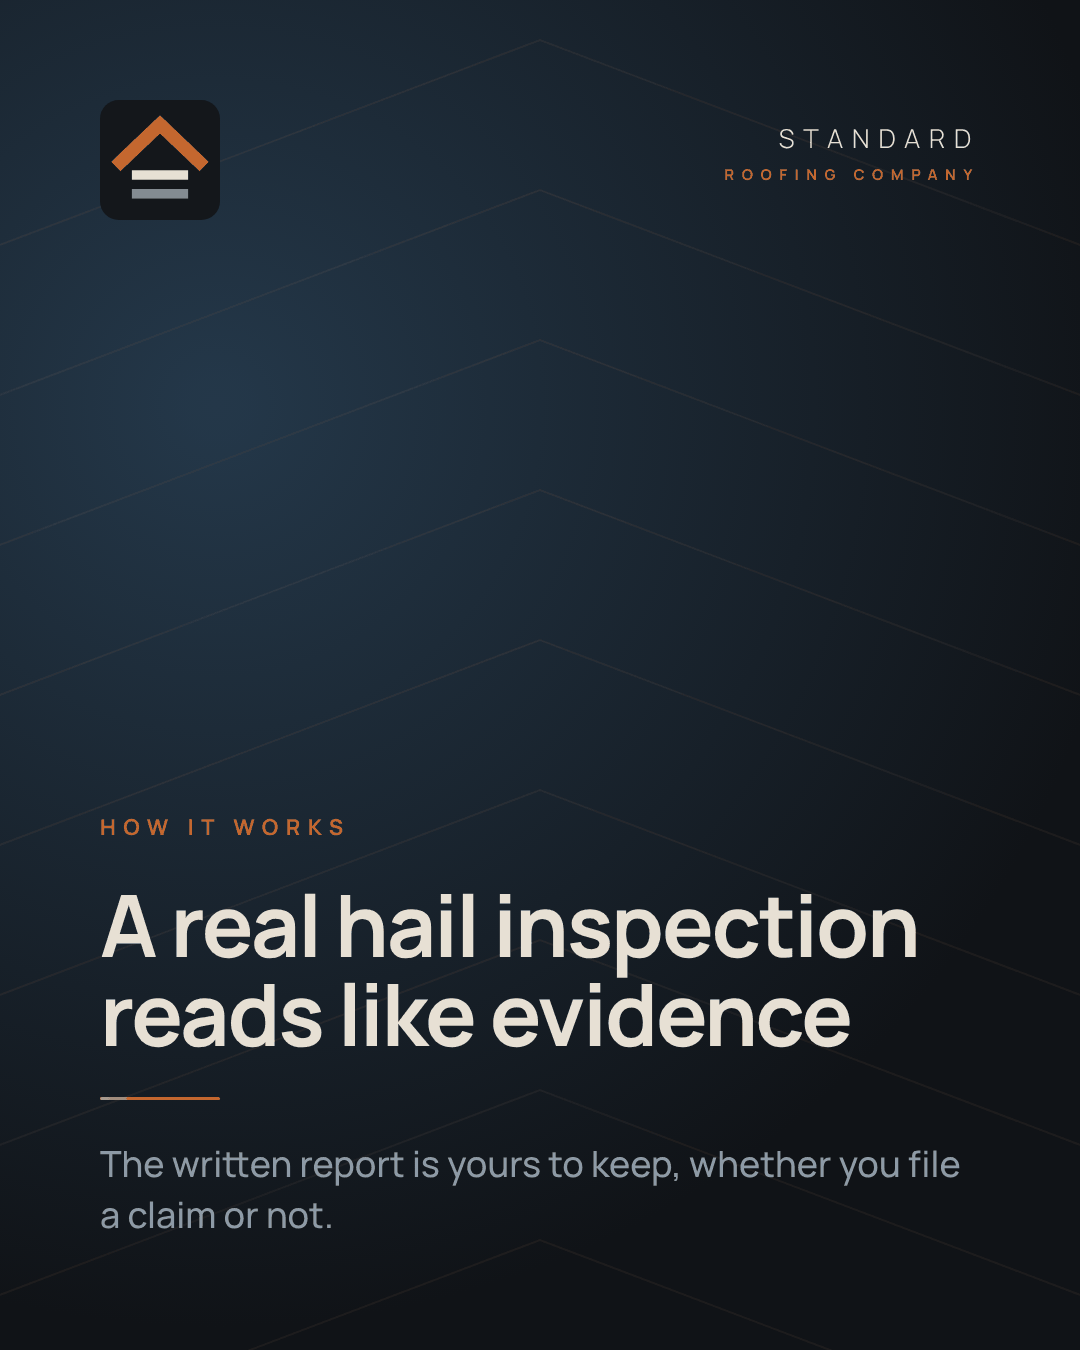 STANDARD
ROOFING COMPANY
HOW IT WORKS
A real hail inspection
reads like evidence
The written report is yours to keep, whether you file
a claim or not.